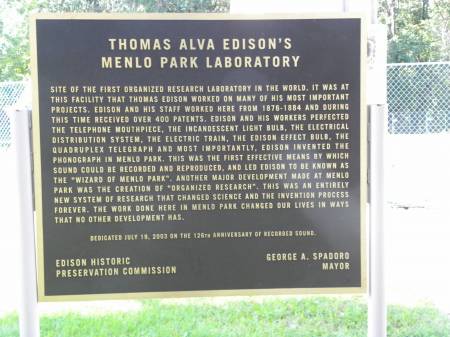 THOMAS ALVA EDISON'S
MENLO PARK LABORATORY
SITE OF THE FIRST ORGANIZED RESEARCH LABORATORY IN THE WORLD. IT WAS AT
THIS FACILITY THAT THOMAS EDISON WORKED ON MANY OF HIS MOST IMPORTANT
PROJECTS. EDISON AND HIS STAFF WORKED HERE FROM 1876-1884 AND DURING
THIS TIME RECEIVED OVER 400 PATENTS. EDISON AND HIS WORKERS PERFECTED
THE TELEPHONE MOUTHPIECE, THE INCANDESCENT LIGHT BULB, THE ELECTRICAL
DISTRIBUTION SYSTEM, THE ELECTRIC TRAIN, THE EDISON EFFECT BULB, THE
QUADRUPLEX TELEGRAPH AND MOST IMPORTANTLY, EDISON INVENTED THE
PHONOGRAPH IN MENLO PARK. THIS WAS THE FIRST EFFECTIVE MEANS BY WHICH
SOUND COULD BE RECORDED AND REPRODUCED, AND LED EDISON TO BE KNOWN AS
THE "WIZARD OF MENLO PARK". ANOTHER MAJOR DEVELOPMENT MADE AT MENLO
PARK WAS THE CREATION OF "ORGANIZED RESEARCH". THIS WAS AN ENTIRELY
NEW SYSTEM OF RESEARCH THAT CHANGED SCIENCE AND THE INVENTION PROCESS
FOREVER. THE WORK DONE HERE IN MENLO PARK CHANGED OUR LIVES IN WAYS
THAT NO OTHER DEVELOPMENT HAS.
DEDICATED JULY 19, 2003 ON THE 126TH ANNIVERSARY OF RECORDED SOUND.
EDISON HISTORIC
PRESERVATION COMMISSION
GEORGE A. SPADORO
MAYOR